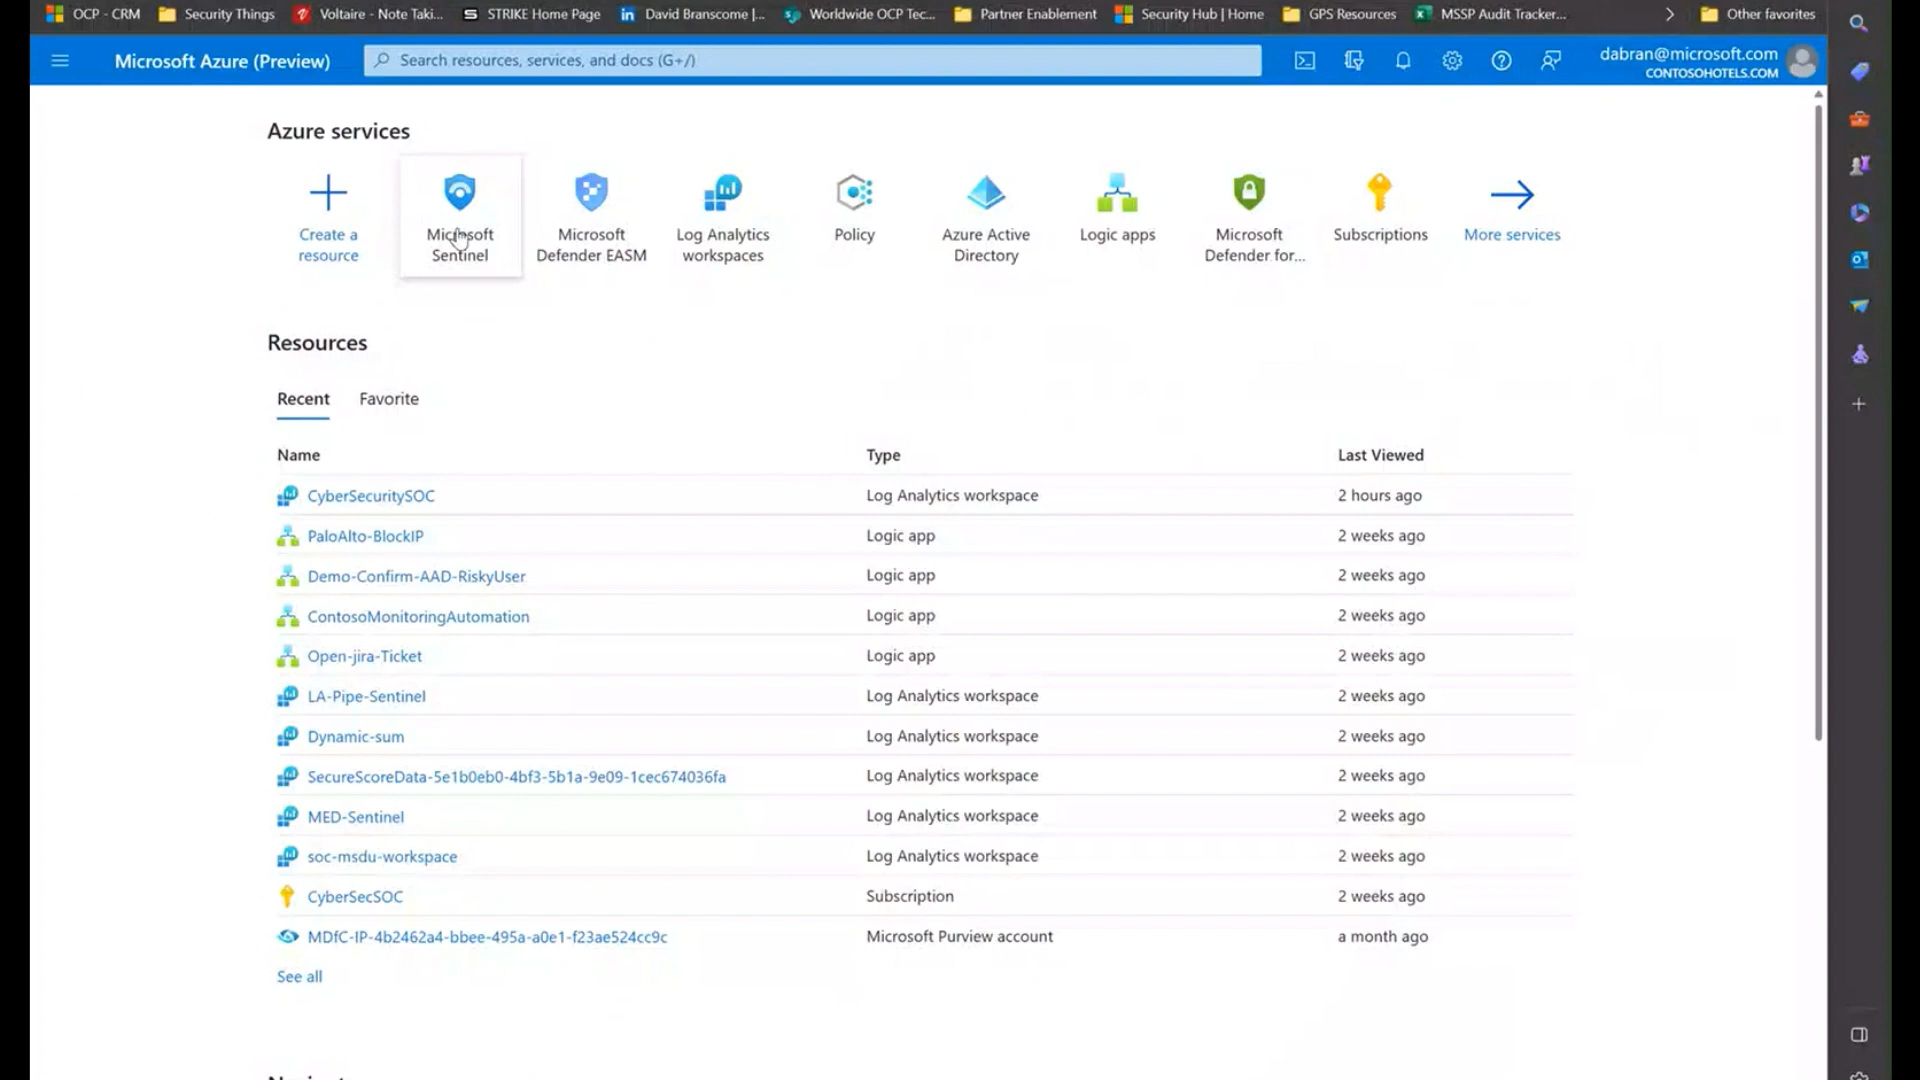 OCP - CRM Security Things Voltaire - Note Taki... STRIKE Home Page David Branscome |... Worldwide OCP Tec... Partner Enablement Security Hub | Home GPS Resources MSSP Audit Tracker... Other favorites
Microsoft Azure (Preview) Search resources, services, and docs (G+/) dabran@microsoft.com
CONTOSOHOTELS.COM
Azure services
Create a resource
Microsoft Sentinel
Microsoft Defender EASM
Log Analytics workspaces
Policy
Azure Active Directory
Logic apps
Microsoft Defender for...
Subscriptions
More services
Resources
Recent Favorite
Name Type Last Viewed
CyberSecuritySOC Log Analytics workspace 2 hours ago
PaloAlto-BlockIP Logic app 2 weeks ago
Demo-Confirm-AAD-RiskyUser Logic app 2 weeks ago
ContosoMonitoringAutomation Logic app 2 weeks ago
Open-jira-Ticket Logic app 2 weeks ago
LA-Pipe-Sentinel Log Analytics workspace 2 weeks ago
Dynamic-sum Log Analytics workspace 2 weeks ago
SecureScoreData-5e1b0eb0-4bf3-5b1a-9e09-1cec674036fa Log Analytics workspace 2 weeks ago
MED-Sentinel Log Analytics workspace 2 weeks ago
soc-msdu-workspace Log Analytics workspace 2 weeks ago
CyberSecSOC Subscription 2 weeks ago
MDfC-IP-4b2462a4-bbee-495a-a0e1-f23ae524cc9c Microsoft Purview account a month ago
See all